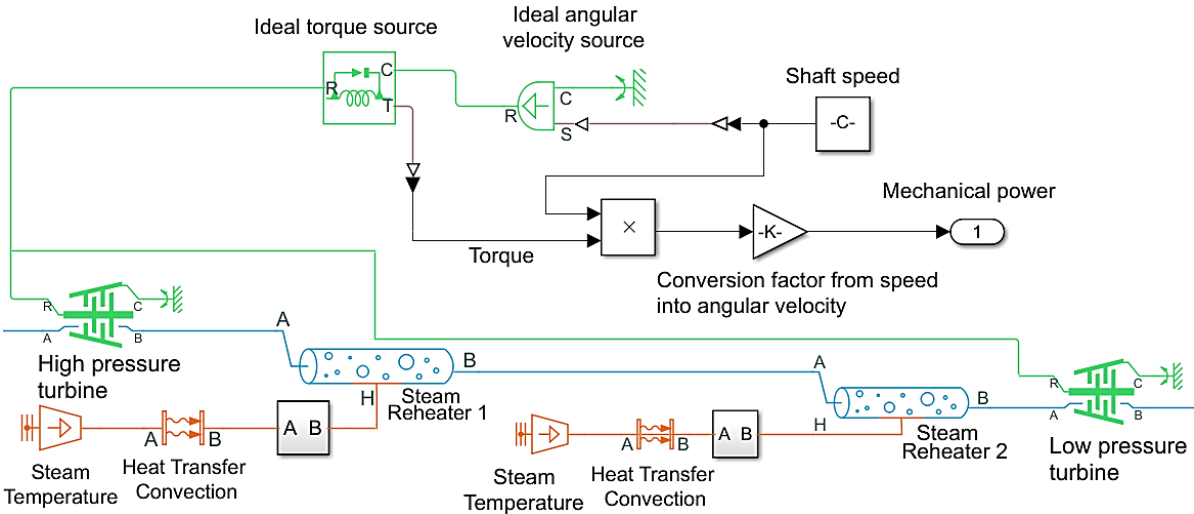 Ideal torque source
Ideal angular
velocity source
Shaft speed
R
C
T
R
C
S
-C-
Mechanical power
×
-K-
1
Torque
Conversion factor from speed
into angular velocity
R
C
A
B
High pressure
turbine
A
B
H
Steam
Reheater 1
A
B
H
Steam
Reheater 2
R
C
A
B
Low pressure
turbine
A
B
A B
Steam
Temperature
Heat Transfer
Convection
A
B
A B
Steam
Temperature
Heat Transfer
Convection